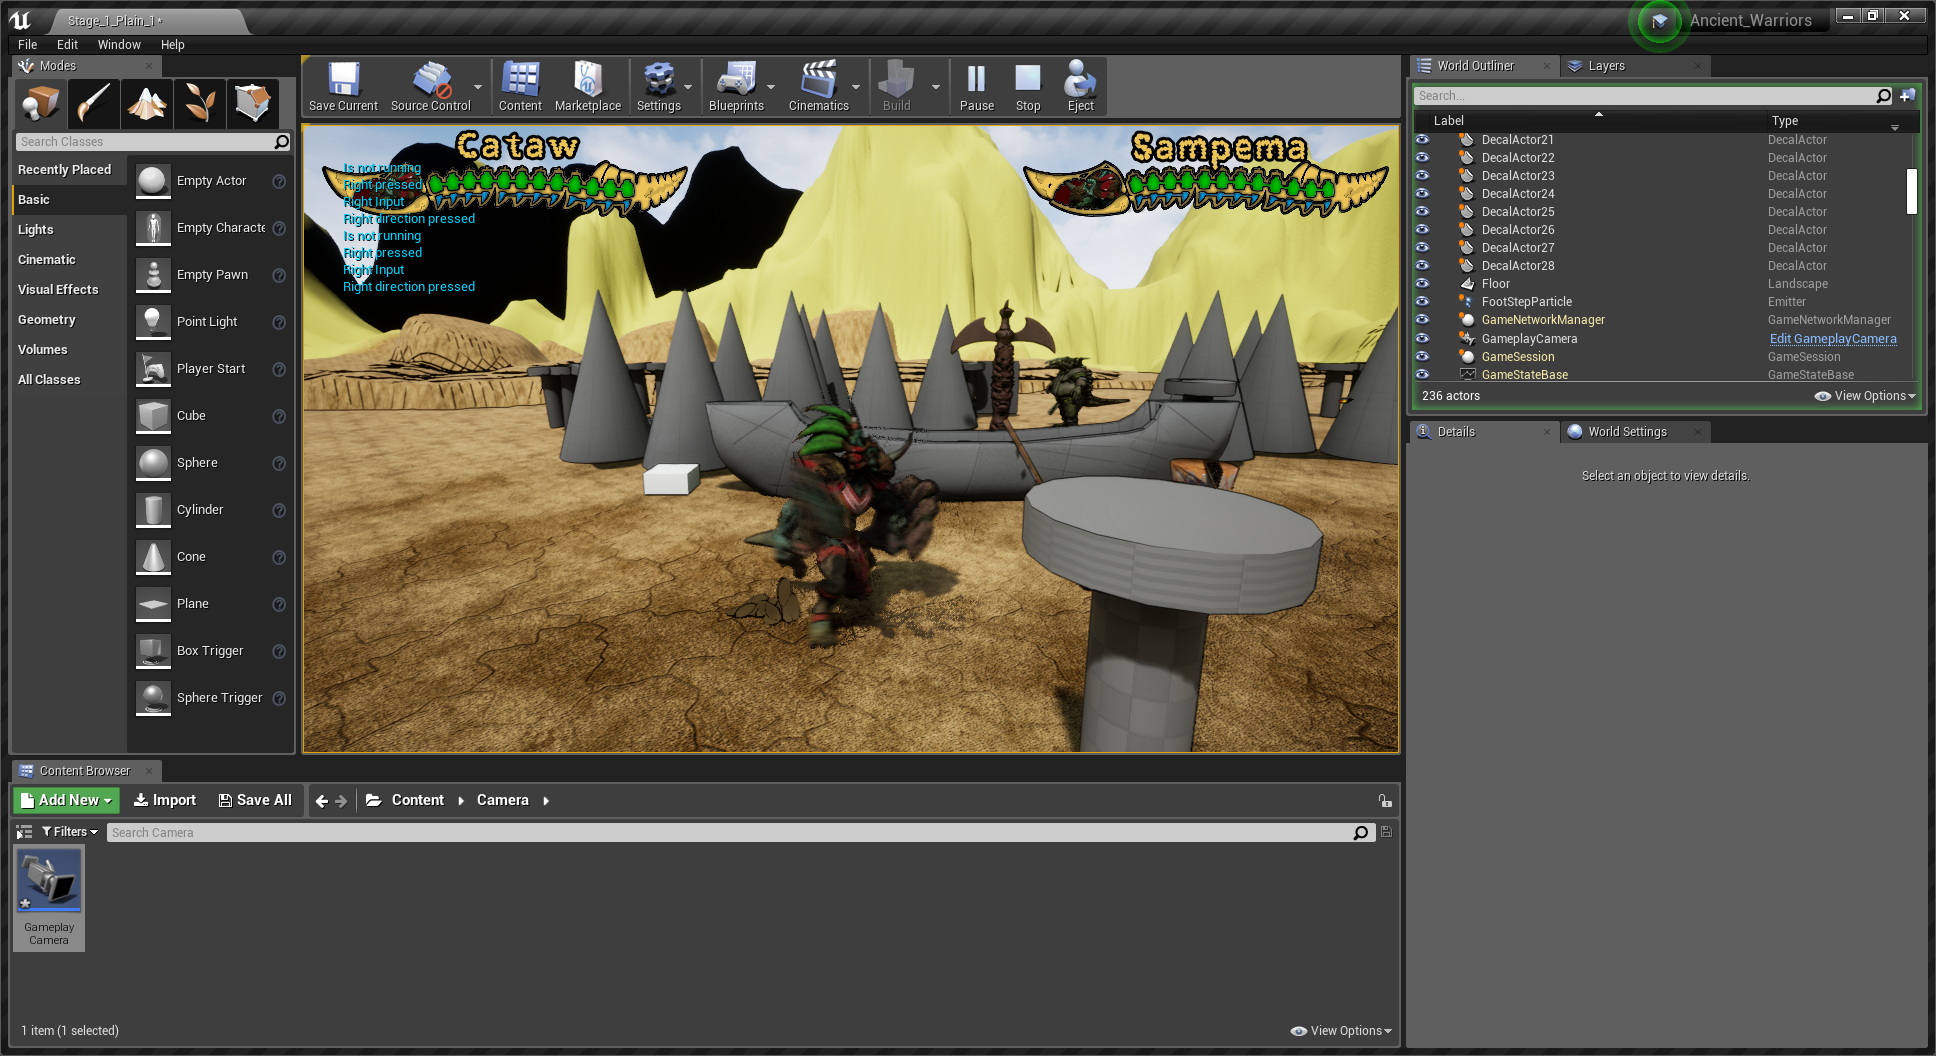 Stage_1_Plain_1*
Ancient_Warriors
File Edit Window Help
Modes
Search Classes
Recently Placed
Basic
Lights
Cinematic
Visual Effects
Geometry
Volumes
All Classes
Empty Actor
Empty Characte
Empty Pawn
Point Light
Player Start
Cube
Sphere
Cylinder
Cone
Plane
Box Trigger
Sphere Trigger
Save Current Source Control Content Marketplace Settings Blueprints Cinematics Build Pause Stop Eject
Cataw
Sampema
Is not running
Right pressed
Right Input
Right direction pressed
Is not running
Right pressed
Right Input
Right direction pressed
World Outliner Layers
Search...
Label Type
DecalActor21 DecalActor
DecalActor22 DecalActor
DecalActor23 DecalActor
DecalActor24 DecalActor
DecalActor25 DecalActor
DecalActor26 DecalActor
DecalActor27 DecalActor
DecalActor28 DecalActor
Floor Landscape
FootStepParticle Emitter
GameNetworkManager GameNetworkManager
GameplayCamera Edit GameplayCamera
GameSession GameSession
GameStateBase GameStateBase
236 actors View Options
Details World Settings
Select an object to view details.
Content Browser
Add New Import Save All Content Camera
Filters Search Camera
Gameplay
Camera
1 item (1 selected) View Options